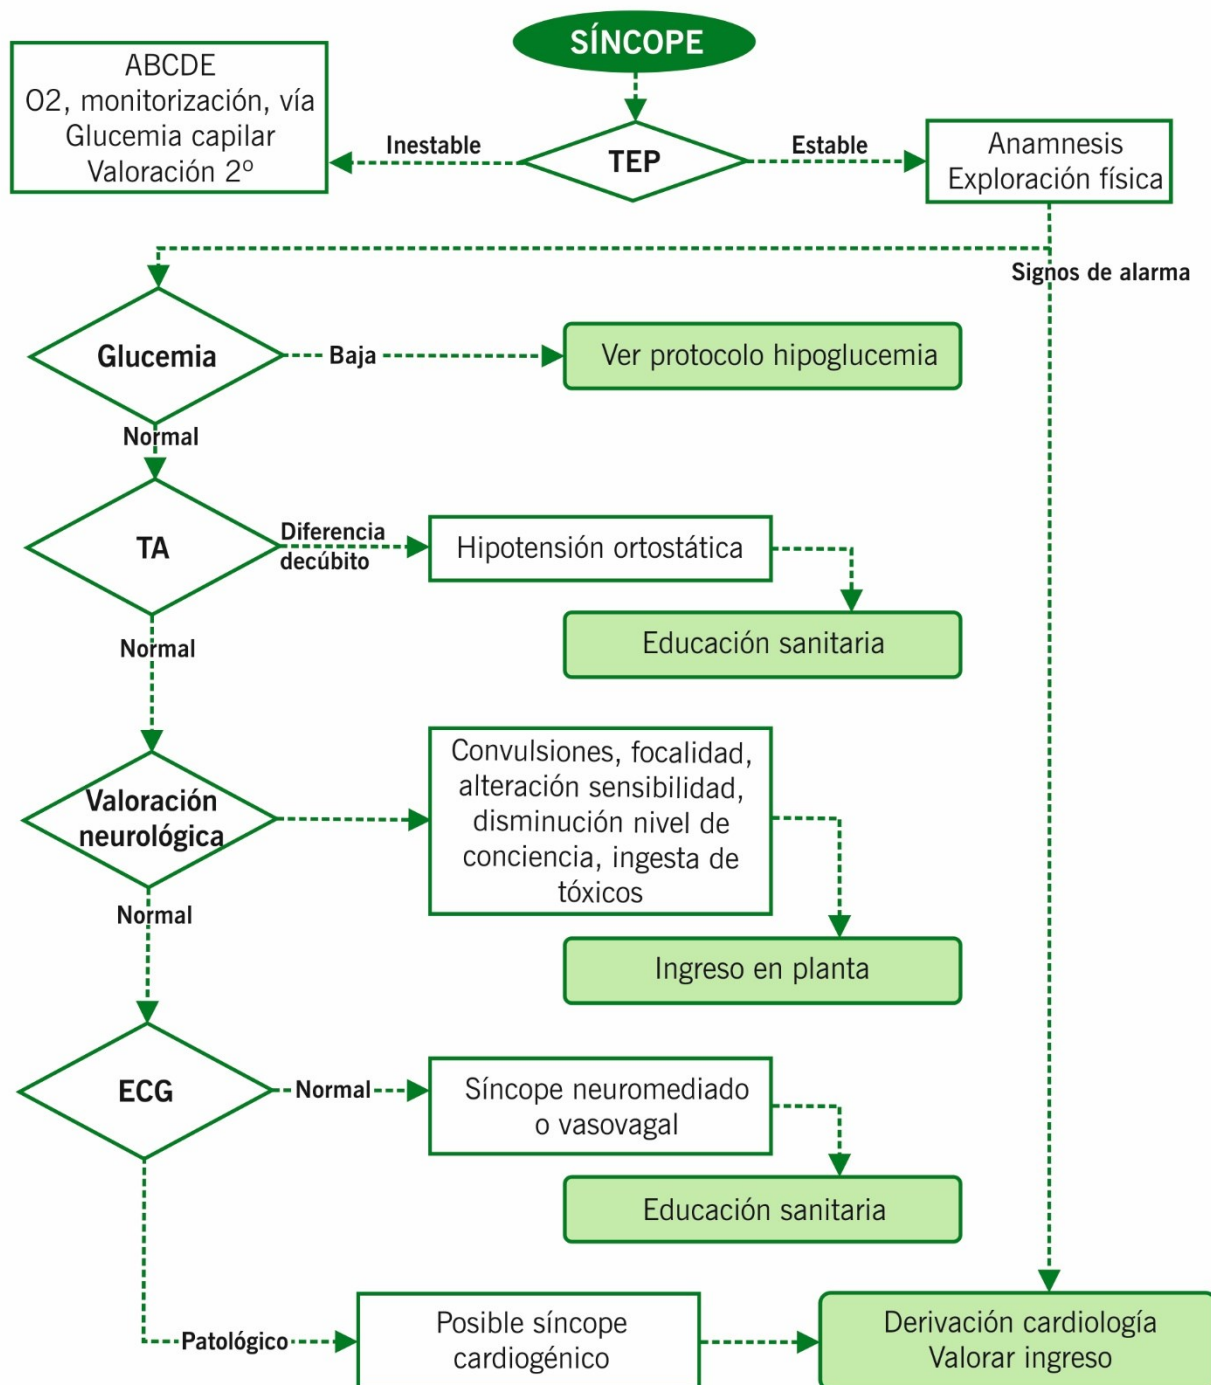 SÍNCOPE
ABCDE
O2, monitorización, vía
Glucemia capilar
Valoración 2º
Inestable
TEP
Estable
Anamnesis
Exploración física
Signos de alarma
Glucemia
Baja
Ver protocolo hipoglucemia
Normal
TA
Diferencia
decúbito
Hipotensión ortostática
Educación sanitaria
Normal
Valoración
neurológica
Convulsiones, focalidad,
alteración sensibilidad,
disminución nivel de
conciencia, ingesta de
tóxicos
Normal
Ingreso en planta
ECG
Normal
Síncope neuromediado
o vasovagal
Educación sanitaria
Patológico
Posible síncope
cardiogénico
Derivación cardiología
Valorar ingreso